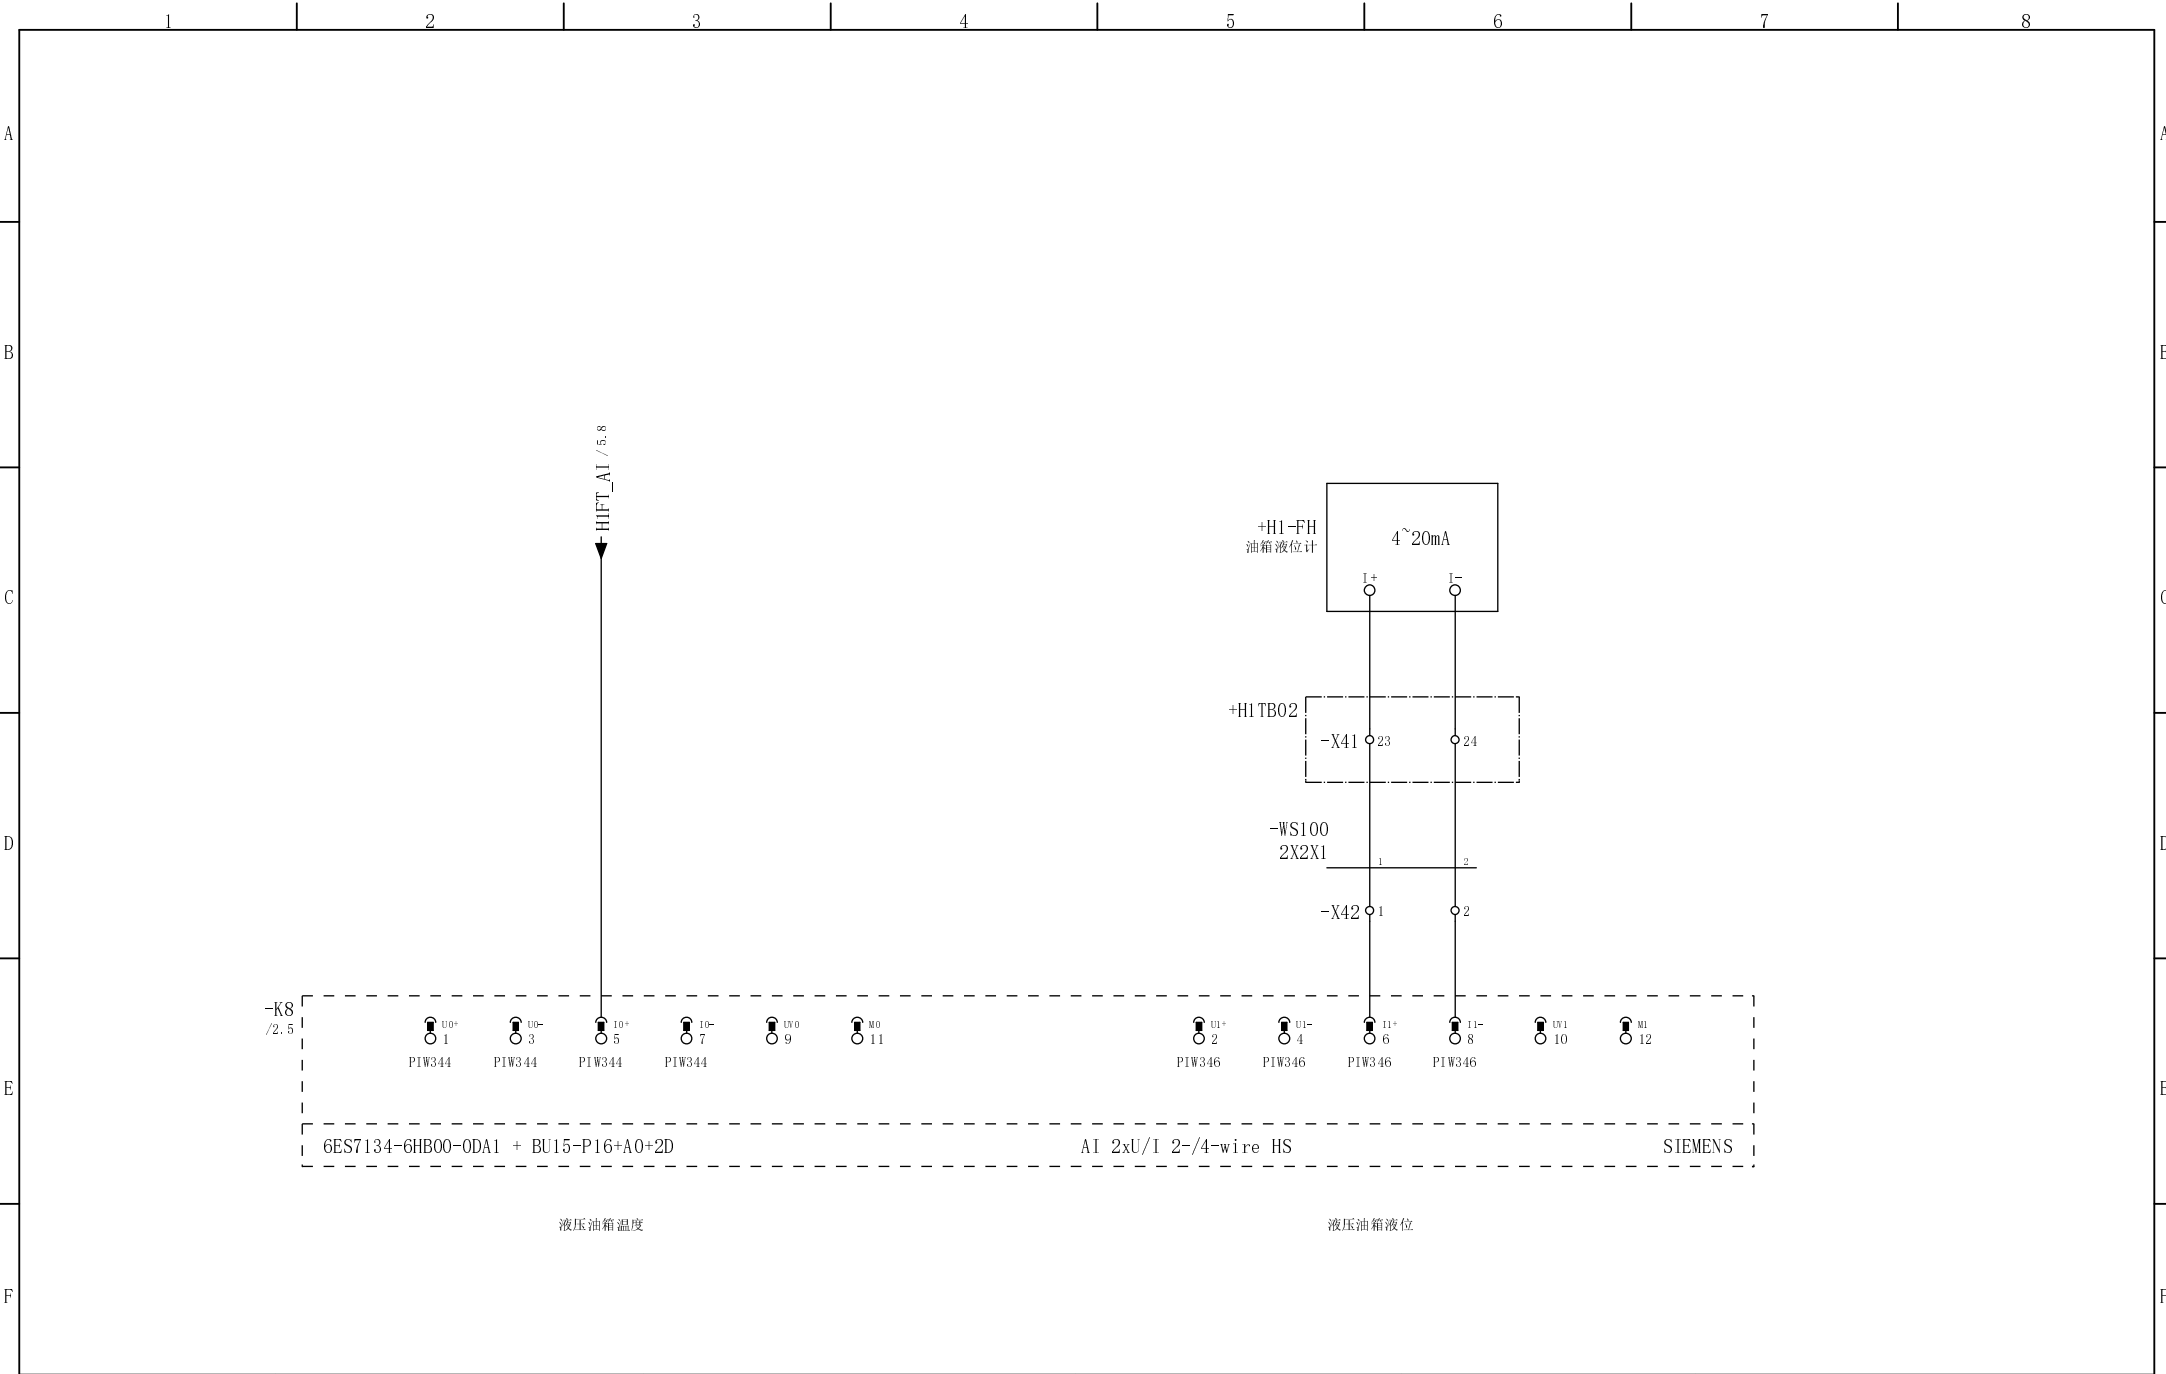 1 2 3 4 5 6 7 8
A A
B B
H1FT_AI / 5.8
+H1-FH
油箱液位计
4~20mA
I+ I-
C C
+H1TB02
-X41 23 24
-WS100
2X2X1 1 2
D D
-X42 1 2
-K8
/2.5
U0+ U0- I0+ I0- UV0 M0 U1+ U1- I1+ I1- UV1 M1
1 3 5 7 9 11 2 4 6 8 10 12
PIW344 PIW344 PIW344 PIW344 PIW346 PIW346 PIW346 PIW346
E E
6ES7134-6HB00-0DA1 + BU15-P16+A0+2D AI 2xU/I 2-/4-wire HS SIEMENS
液压油箱温度 液压油箱液位
F F